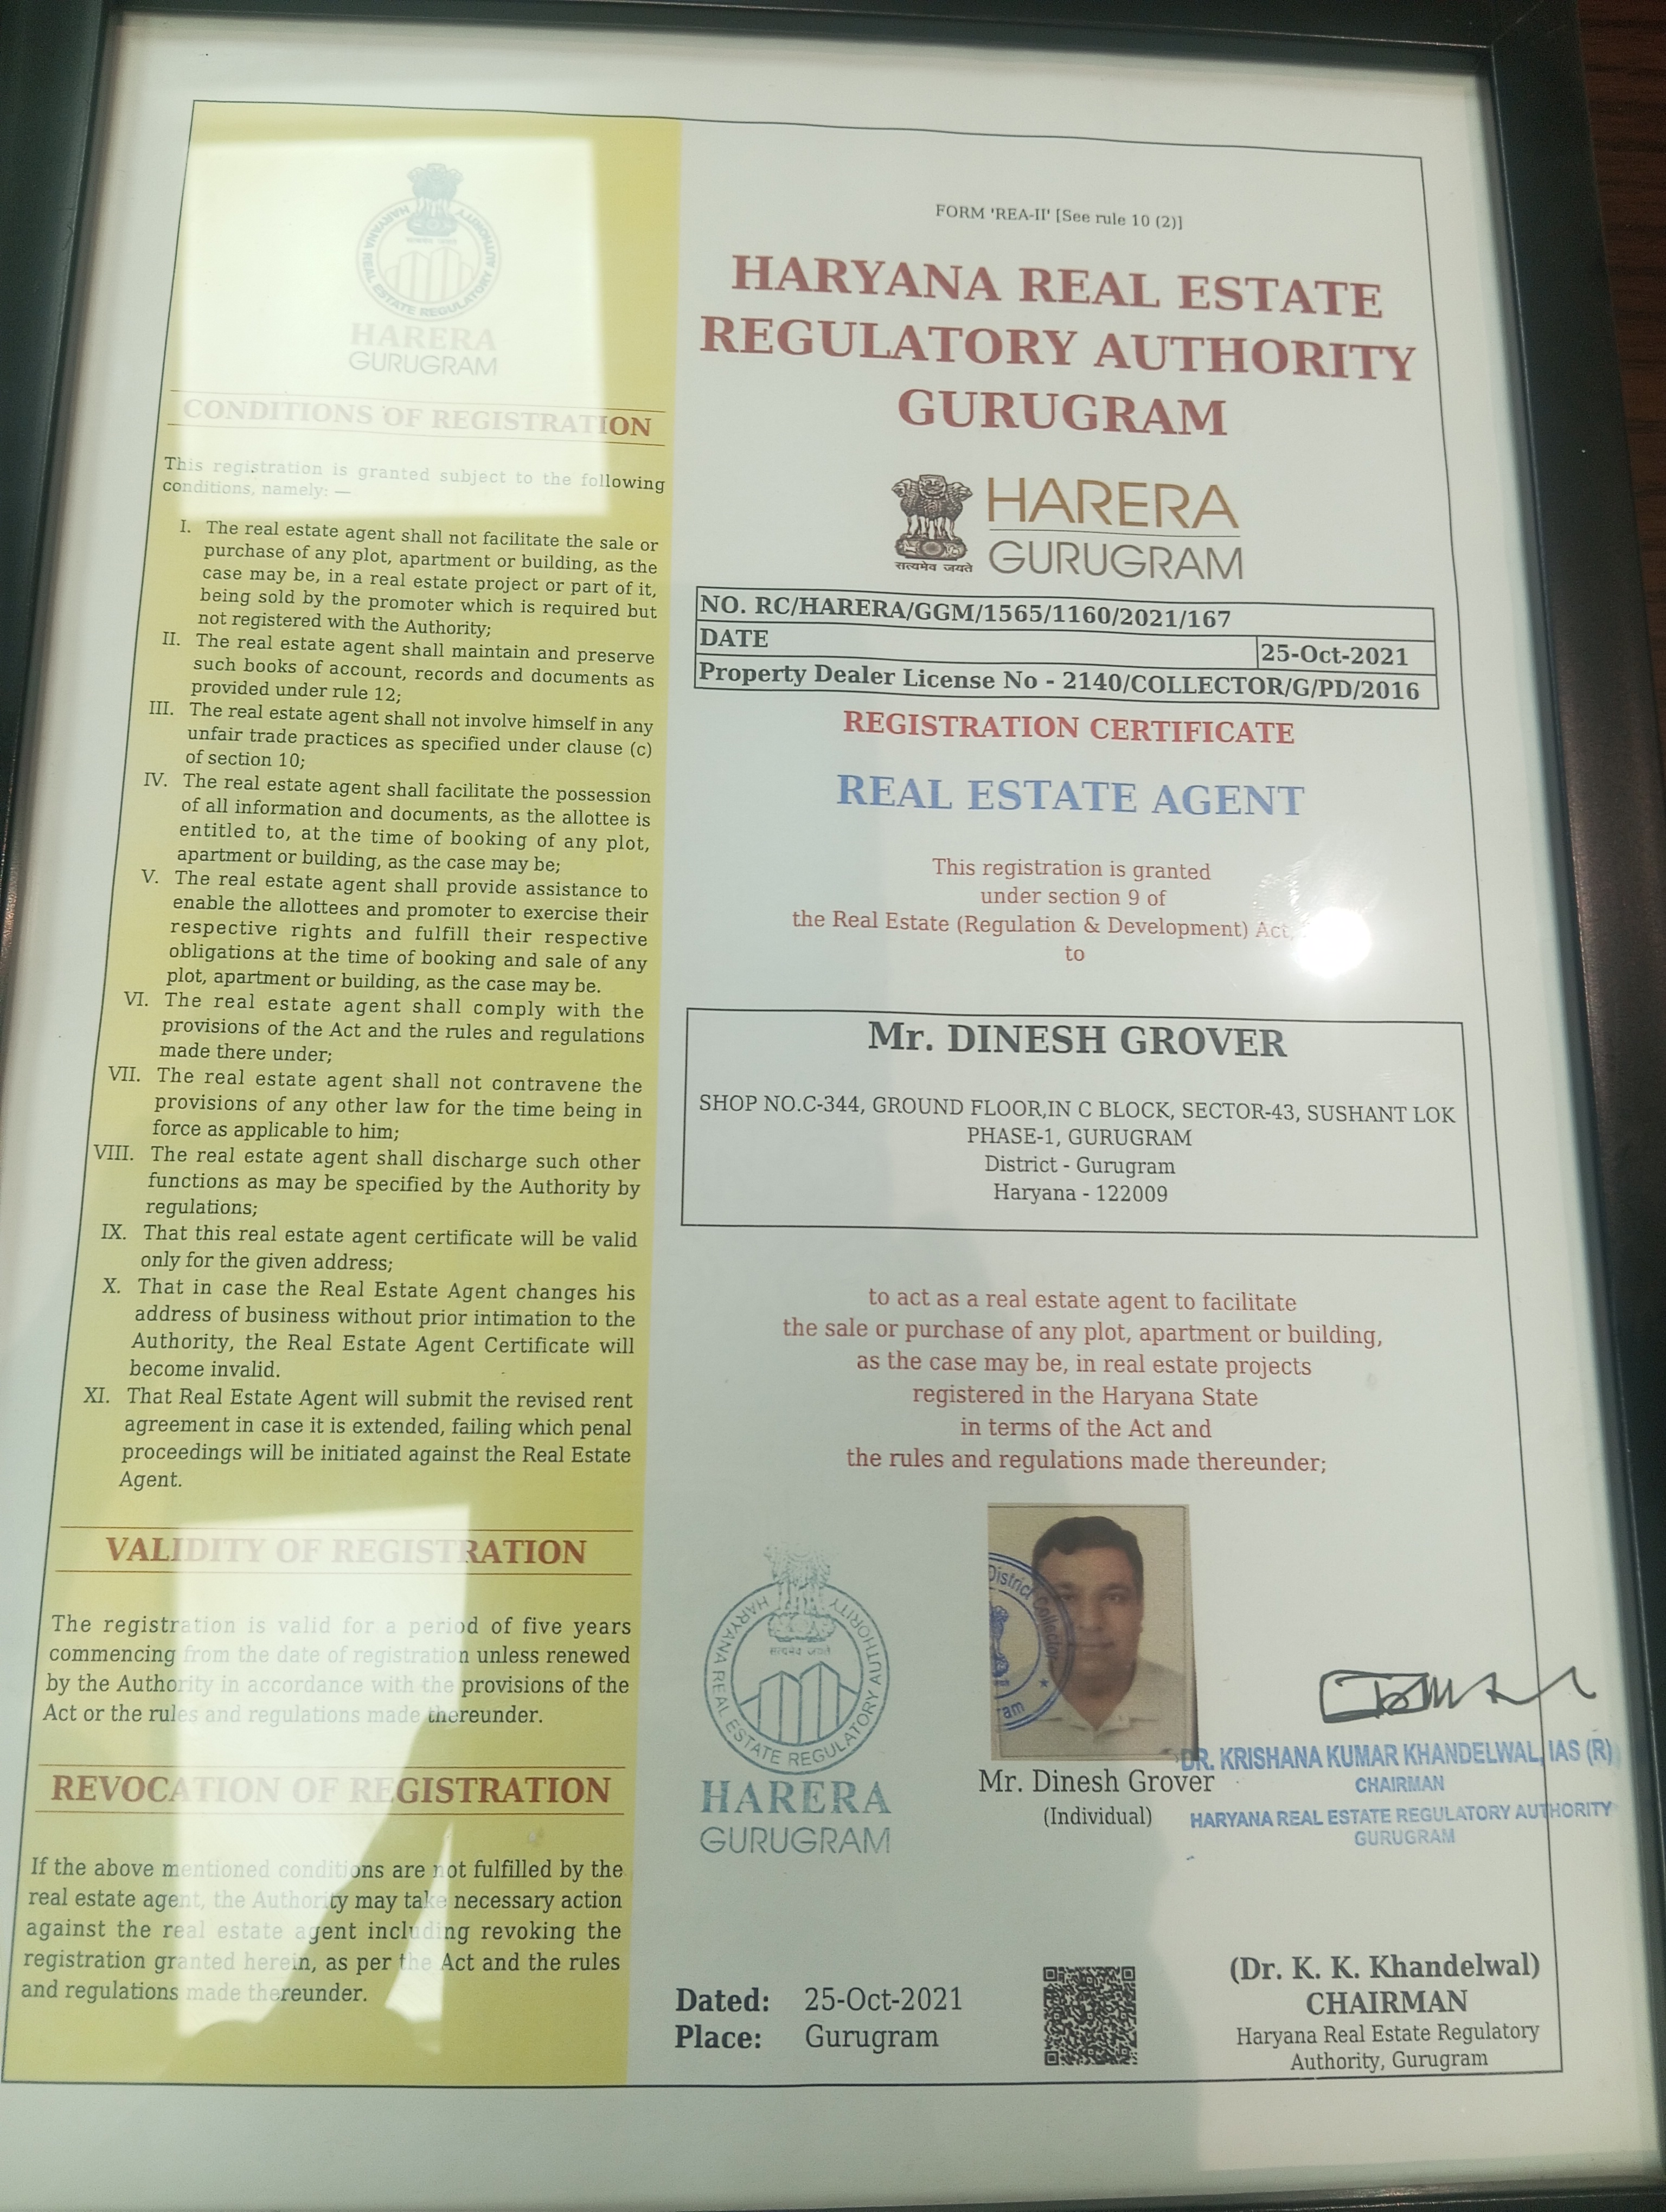 HARYANA REAL ESTATE REGULATORY AUTHORITY
सत्यमेव जयते
HARERA
GURUGRAM
CONDITIONS OF REGISTRATION
This registration is granted subject to the following
conditions, namely: —
I. The real estate agent shall not facilitate the sale or
purchase of any plot, apartment or building, as the
case may be, in a real estate project or part of it,
being sold by the promoter which is required but
not registered with the Authority;
II. The real estate agent shall maintain and preserve
such books of account, records and documents as
provided under rule 12;
III. The real estate agent shall not involve himself in any
unfair trade practices as specified under clause (c)
of section 10;
IV. The real estate agent shall facilitate the possession
of all information and documents, as the allottee is
entitled to, at the time of booking of any plot,
apartment or building, as the case may be;
V. The real estate agent shall provide assistance to
enable the allottees and promoter to exercise their
respective rights and fulfill their respective
obligations at the time of booking and sale of any
plot, apartment or building, as the case may be.
VI. The real estate agent shall comply with the
provisions of the Act and the rules and regulations
made there under;
VII. The real estate agent shall not contravene the
provisions of any other law for the time being in
force as applicable to him;
VIII. The real estate agent shall discharge such other
functions as may be specified by the Authority by
regulations;
IX. That this real estate agent certificate will be valid
only for the given address;
X. That in case the Real Estate Agent changes his
address of business without prior intimation to the
Authority, the Real Estate Agent Certificate will
become invalid.
XI. That Real Estate Agent will submit the revised rent
agreement in case it is extended, failing which penal
proceedings will be initiated against the Real Estate
Agent.
VALIDITY OF REGISTRATION
The registration is valid for a period of five years
commencing from the date of registration unless renewed
by the Authority in accordance with the provisions of the
Act or the rules and regulations made thereunder.
REVOCATION OF REGISTRATION
If the above mentioned conditions are not fulfilled by the
real estate agent, the Authority may take necessary action
against the real estate agent including revoking the
registration granted herein, as per the Act and the rules
and regulations made thereunder.
FORM 'REA-II' [See rule 10 (2)]
HARYANA REAL ESTATE
REGULATORY AUTHORITY
GURUGRAM
सत्यमेव जयते
HARERA
GURUGRAM
NO. RC/HARERA/GGM/1565/1160/2021/167
DATE 25-Oct-2021
Property Dealer License No - 2140/COLLECTOR/G/PD/2016
REGISTRATION CERTIFICATE
REAL ESTATE AGENT
This registration is granted
under section 9 of
the Real Estate (Regulation & Development) Act,
to
Mr. DINESH GROVER
SHOP NO.C-344, GROUND FLOOR,IN C BLOCK, SECTOR-43, SUSHANT LOK
PHASE-1, GURUGRAM
District - Gurugram
Haryana - 122009
to act as a real estate agent to facilitate
the sale or purchase of any plot, apartment or building,
as the case may be, in real estate projects
registered in the Haryana State
in terms of the Act and
the rules and regulations made thereunder;
HARYANA REAL ESTATE REGULATORY AUTHORITY
सत्यमेव जयते
HARERA
GURUGRAM
District Collector
am
Mr. Dinesh Grover
(Individual)
DR. KRISHANA KUMAR KHANDELWAL, IAS (R)
CHAIRMAN
HARYANA REAL ESTATE REGULATORY AUTHORITY
GURUGRAM
Dated: 25-Oct-2021
Place: Gurugram
(Dr. K. K. Khandelwal)
CHAIRMAN
Haryana Real Estate Regulatory
Authority, Gurugram